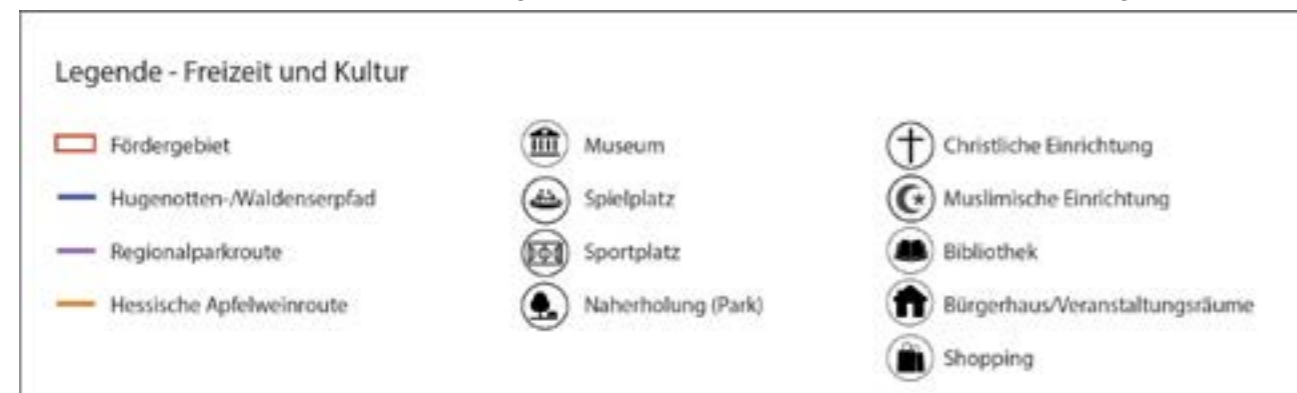 Legende - Freizeit und Kultur
Fördergebiet
Hugenotten-/Waldenserpfad
Regionalparkroute
Hessische Apfelweinroute
Museum
Spielplatz
Sportplatz
Naherholung (Park)
Christliche Einrichtung
Muslimische Einrichtung
Bibliothek
Bürgerhaus/Veranstaltungsräume
Shopping